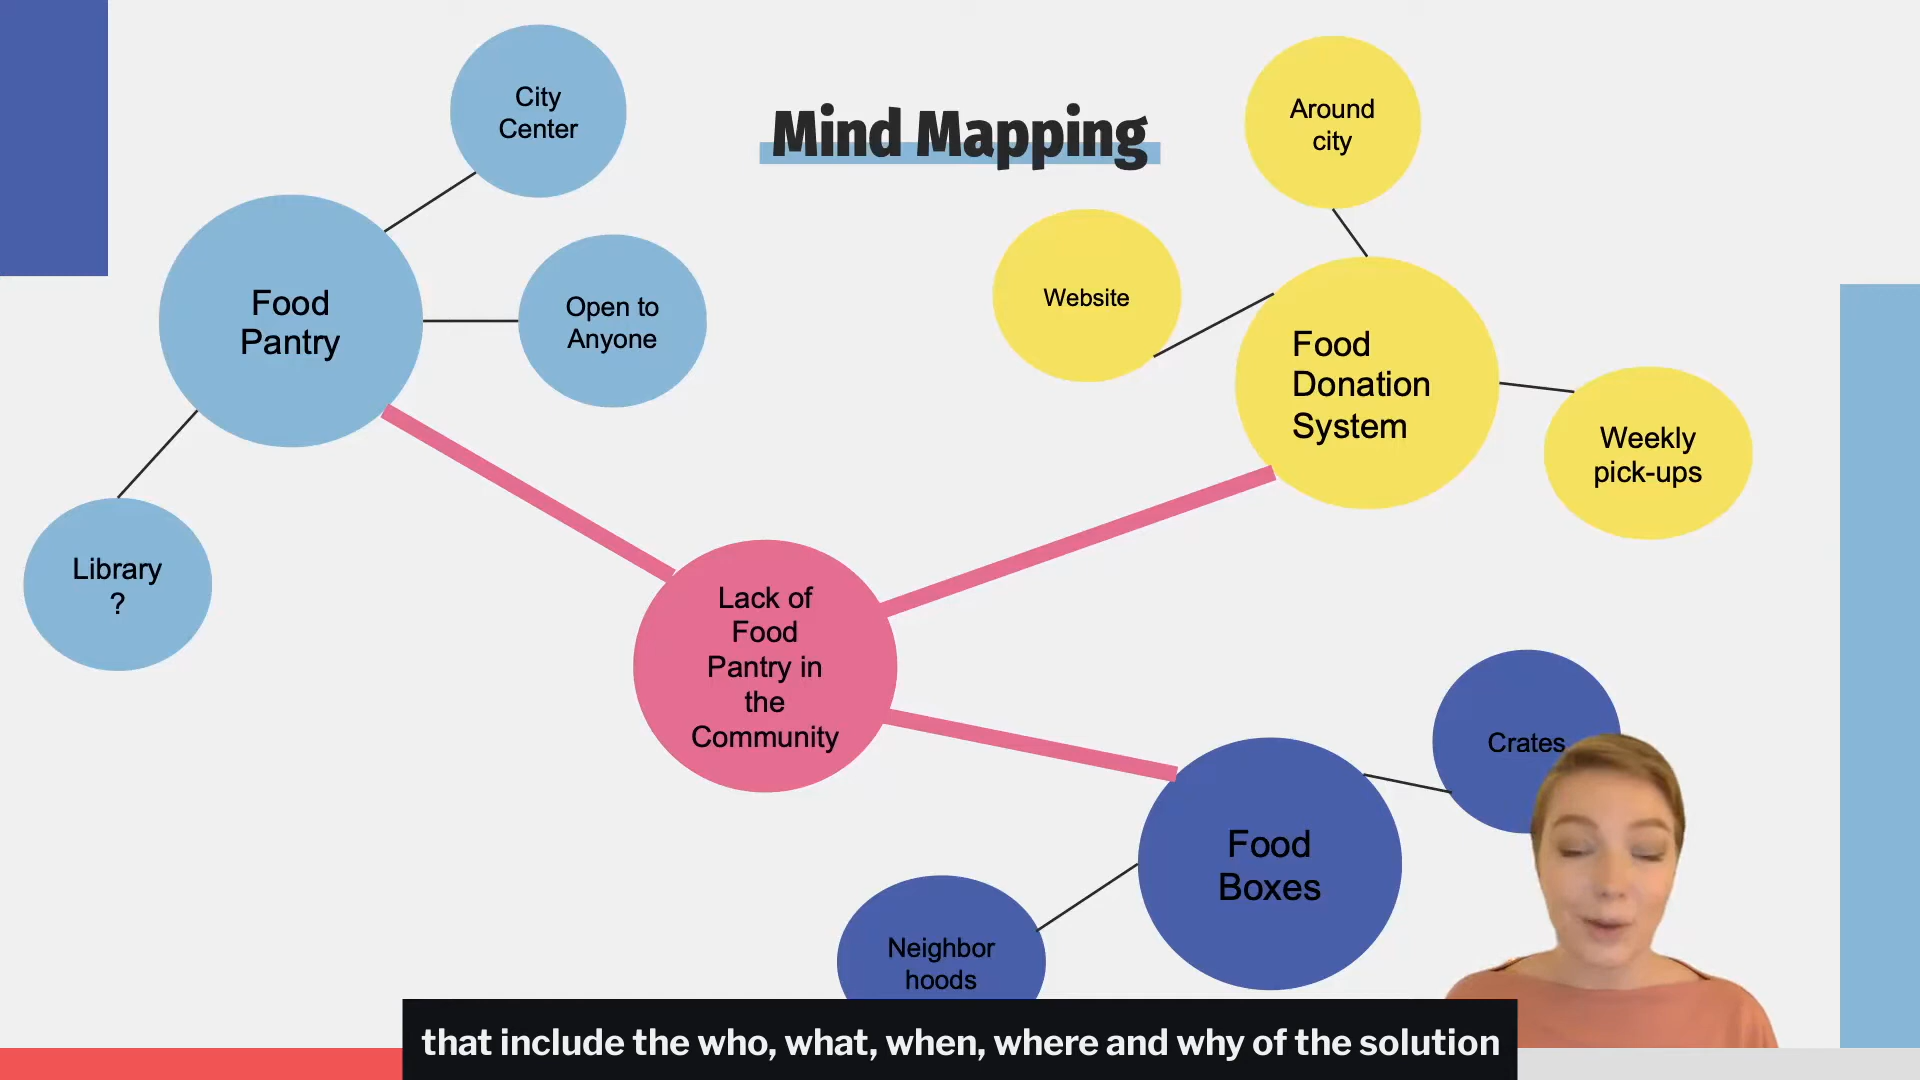 Mind Mapping
City
Center
Food
Pantry
Open to
Anyone
Library
?
Around
city
Website
Food
Donation
System
Weekly
pick-ups
Lack of
Food
Pantry in
the
Community
Crates
Food
Boxes
Neighbor
hoods
that include the who, what, when, where and why of the solution